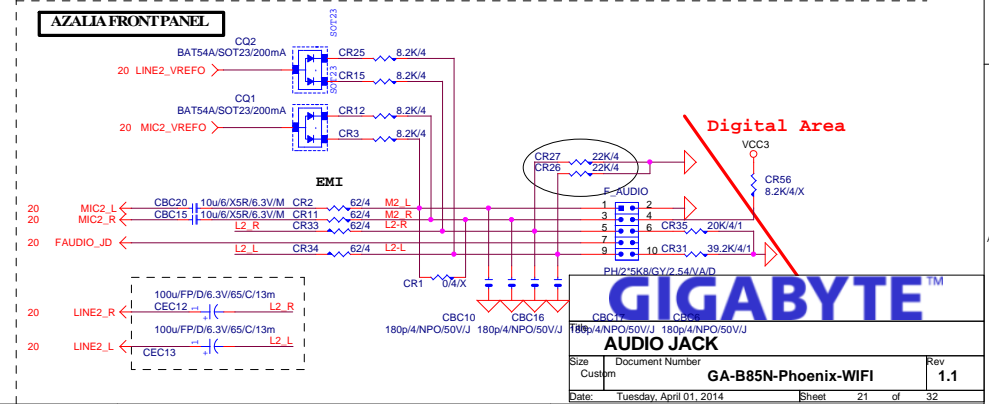 AZALIA FRONT PANEL
SOT23
CQ2
BAT54A/SOT23/200mA
CR25
8.2K/4
20 LINE2_VREFO
SOT23
CR15
8.2K/4
CQ1
BAT54A/SOT23/200mA
CR12
8.2K/4
20 MIC2_VREFO
CR3
8.2K/4
Digital Area
VCC3
CR27
22K/4
CR26
22K/4
CR56
8.2K/4/X
EMI
F_AUDIO
20 MIC2_L
CBC20 10u/6/X5R/6.3V/M CR2 62/4 M2_L
1 2
20 MIC2_R
CBC15 10u/6/X5R/6.3V/M CR11 62/4 M2_R
3 4
L2_R CR33 62/4 L2-R
5 6
CR35 20K/4/1
20 FAUDIO_JD
7
L2_L CR34 62/4 L2-L
9 10
CR31 39.2K/4/1
CR1 0/4/X
PH/2*5K8/GY/2.54/VA/D
100u/FP/D/6.3V/65/C/13m
20 LINE2_R
CEC12 1 + L2_R
100u/FP/D/6.3V/65/C/13m
20 LINE2_L
CEC13 1 + L2_L
CBC10
180p/4/NPO/50V/J
CBC16
180p/4/NPO/50V/J
CBC17
180p/4/NPO/50V/J
CBC6
180p/4/NPO/50V/J
GIGABYTE™
Title
AUDIO JACK
Size Document Number Rev
Custom GA-B85N-Phoenix-WIFI 1.1
Date: Tuesday, April 01, 2014 Sheet 21 of 32